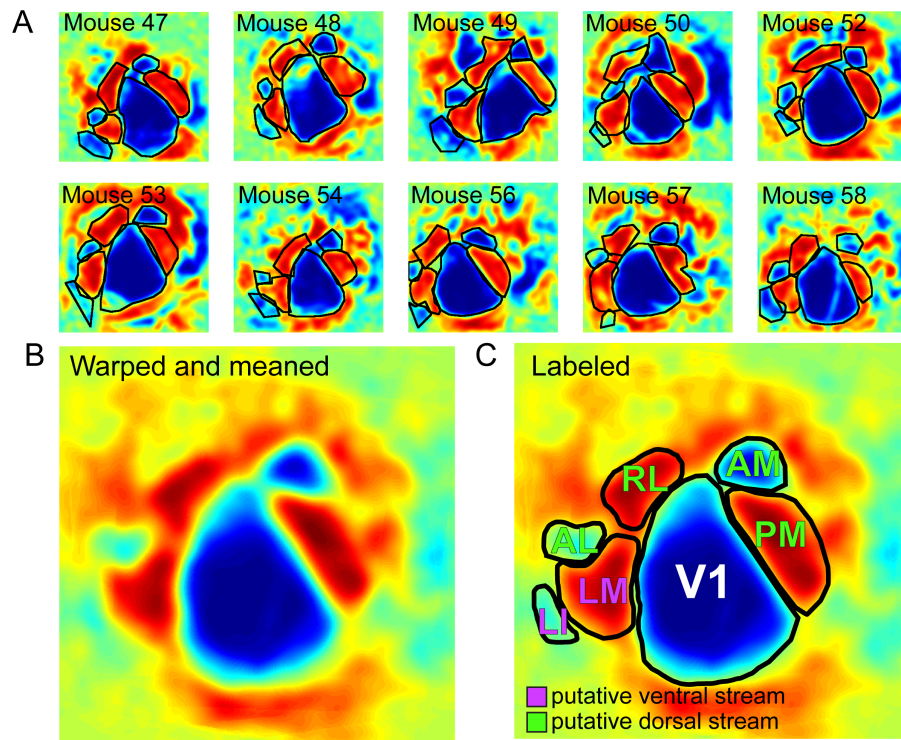 A
Mouse 47
Mouse 48
Mouse 49
Mouse 50
Mouse 52
Mouse 53
Mouse 54
Mouse 56
Mouse 57
Mouse 58
B
Warped and meaned
C
Labeled
RL
AM
AL
PM
LM
V1
LI
putative ventral stream
putative dorsal stream